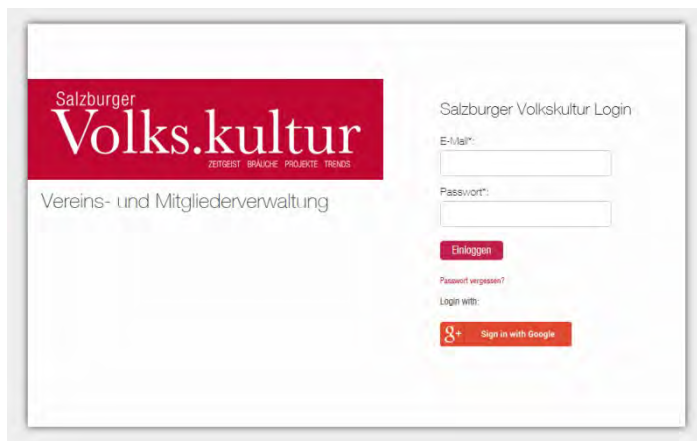 Salzburger
Volks.kultur
ZEITGEIST BRÄUCHE PROJEKTE TRENDS
Vereins- und Mitgliederverwaltung
Salzburger Volkskultur Login
E-Mail*:
Passwort*:
Einloggen
Passwort vergessen?
Login with:
g+ Sign in with Google